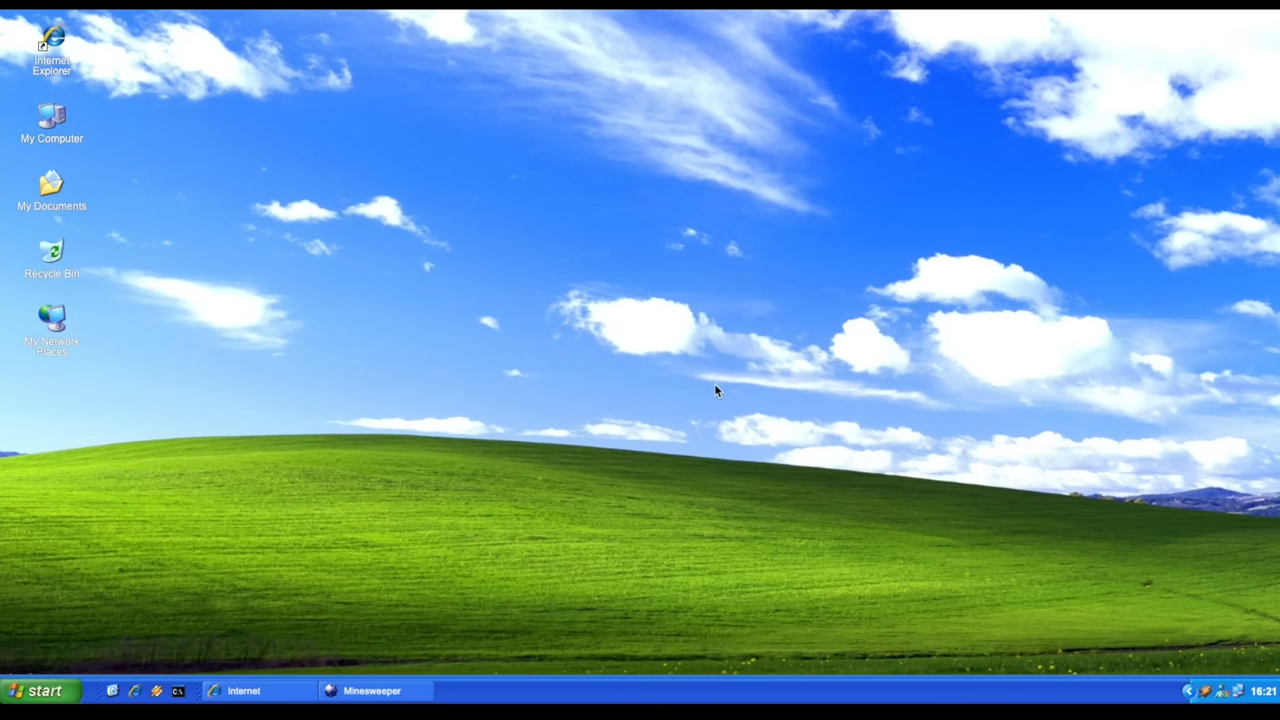 Internet
Explorer
My Computer
My Documents
Recycle Bin
My Network
Places
start
C:\
Internet
Minesweeper
16:21